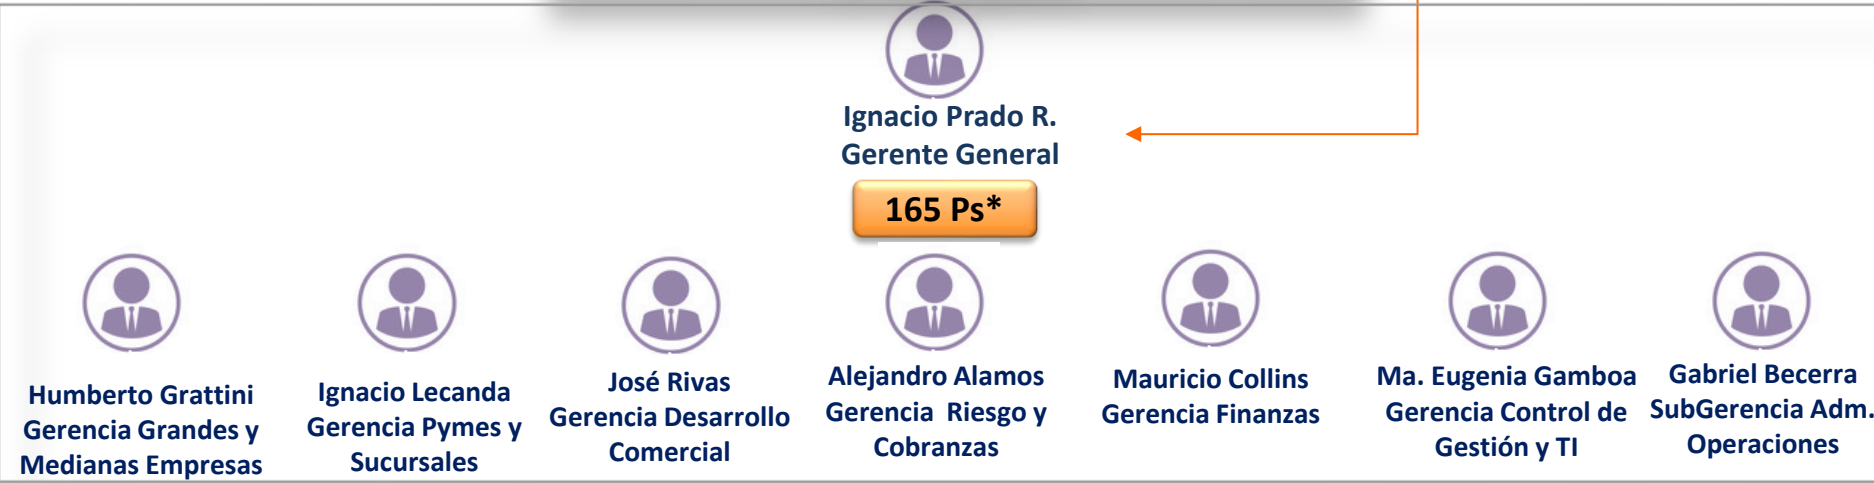 Ignacio Prado R.
Gerente General
165 Ps*
Humberto Grattini
Gerencia Grandes y
Medianas Empresas
Ignacio Lecanda
Gerencia Pymes y
Sucursales
José Rivas
Gerencia Desarrollo
Comercial
Alejandro Alamos
Gerencia Riesgo y
Cobranzas
Mauricio Collins
Gerencia Finanzas
Ma. Eugenia Gamboa
Gerencia Control de
Gestión y TI
Gabriel Becerra
SubGerencia Adm.
Operaciones